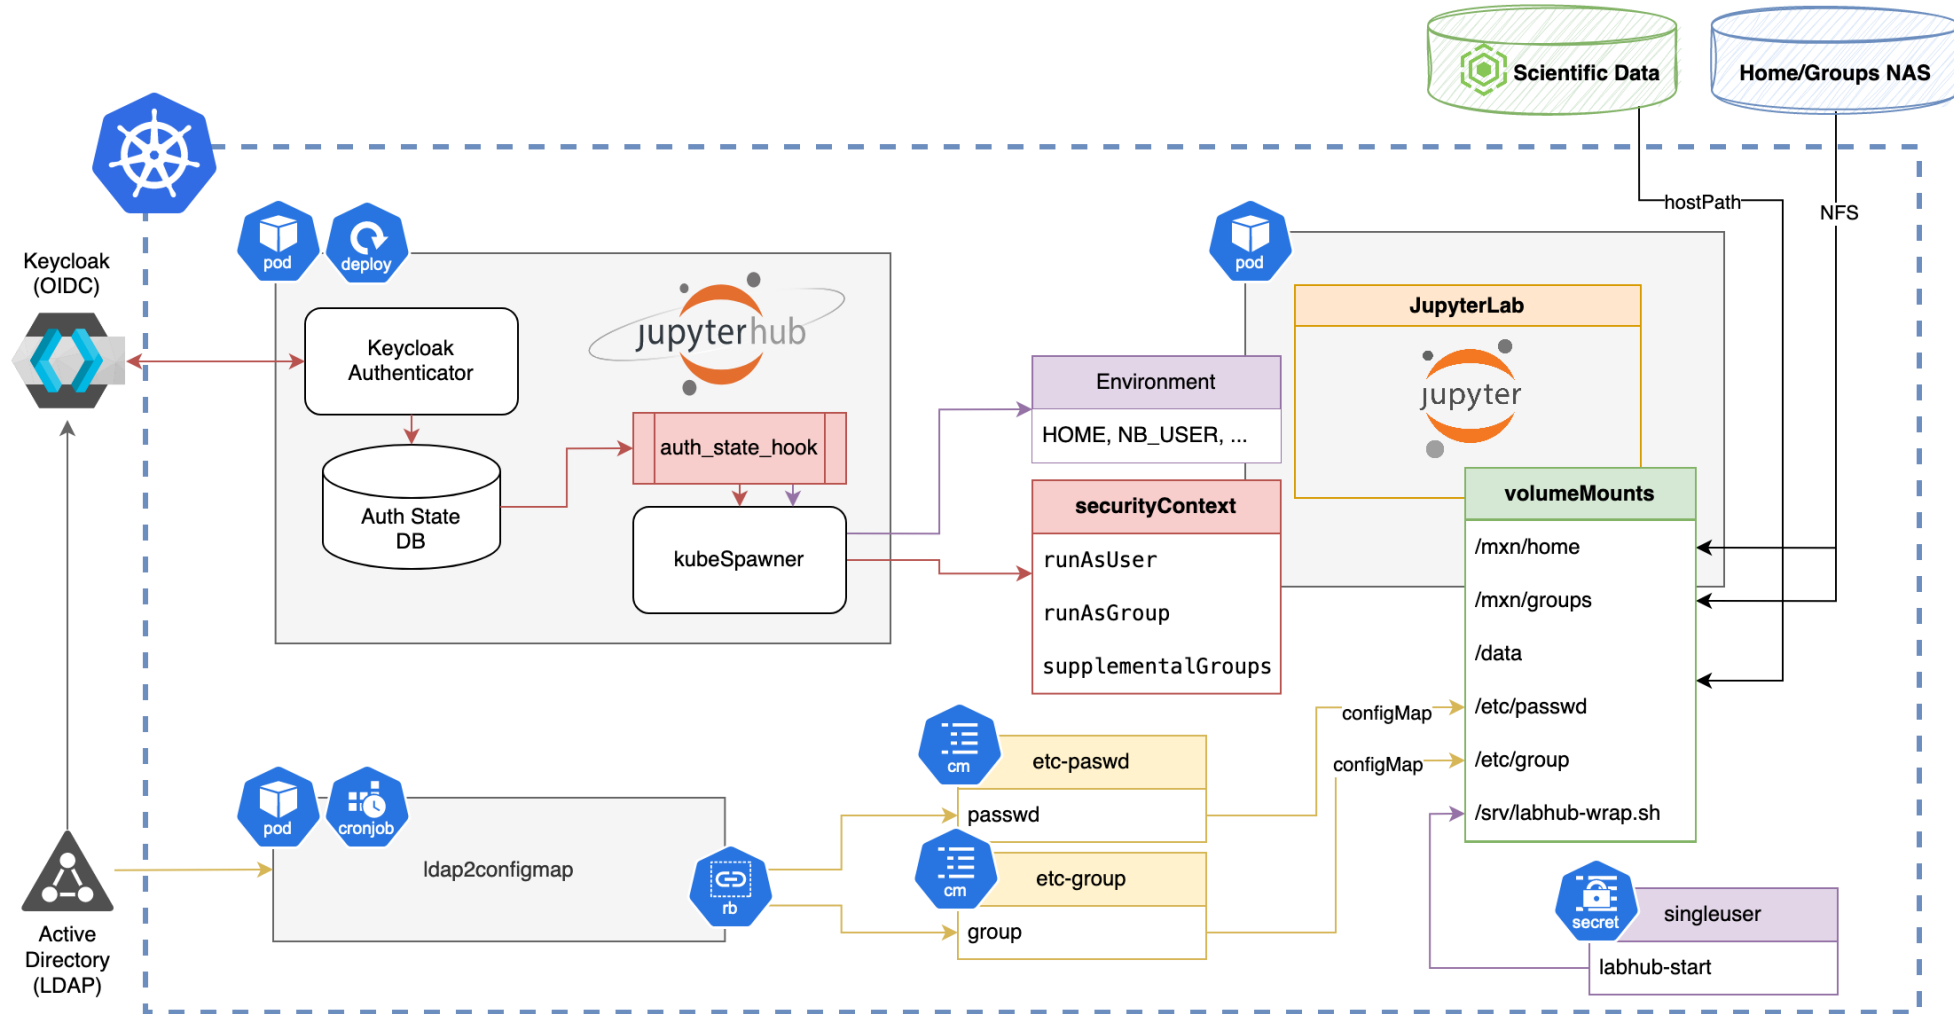 Scientific Data
Home/Groups NAS
hostPath
NFS
Keycloak
(OIDC)
pod
deploy
jupyterhub
Keycloak
Authenticator
Auth State
DB
auth_state_hook
kubeSpawner
pod
JupyterLab
jupyter
Environment
HOME, NB_USER, ...
securityContext
runAsUser
runAsGroup
supplementalGroups
volumeMounts
/mxn/home
/mxn/groups
/data
/etc/passwd
/etc/group
/srv/labhub-wrap.sh
configMap
configMap
Active
Directory
(LDAP)
pod
cronjob
ldap2configmap
rb
cm
etc-paswd
passwd
cm
etc-group
group
secret
singleuser
labhub-start